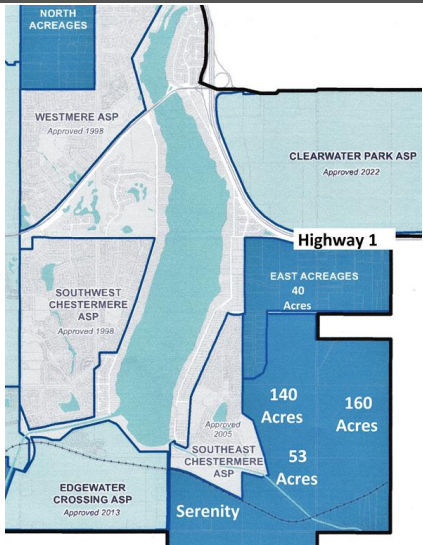 NORTH
ACREAGES
WESTMERE ASP
Approved 1998
CLEARWATER PARK ASP
Approved 2022
Highway 1
EAST ACREAGES
40
Acres
SOUTHWEST
CHESTERMERE
ASP
Approved 1998
140
Acres
160
Acres
Approved
2005
SOUTHEAST
CHESTERMERE
ASP
53
Acres
EDGEWATER
CROSSING ASP
Approved 2013
Serenity